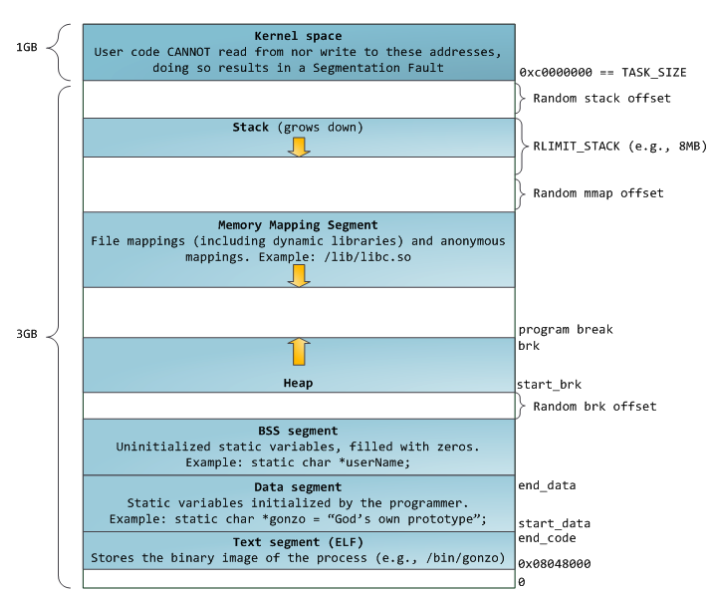 Kernel space
1GB
User code CANNOT read from nor write to these addresses,
doing so results in a Segmentation Fault
0xc0000000 == TASK_SIZE
Random stack offset
Stack (grows down)
RLIMIT_STACK (e.g., 8MB)
Random mmap offset
Memory Mapping Segment
File mappings (including dynamic libraries) and anonymous
mappings. Example: /lib/libc.so
3GB
program break
brk
Heap
start_brk
Random brk offset
BSS segment
Uninitialized static variables, filled with zeros.
Example: static char *userName;
Data segment
end_data
Static variables initialized by the programmer.
Example: static char *gonzo = “God’s own prototype”;
start_data
end_code
Text segment (ELF)
Stores the binary image of the process (e.g., /bin/gonzo)
0x08048000
0